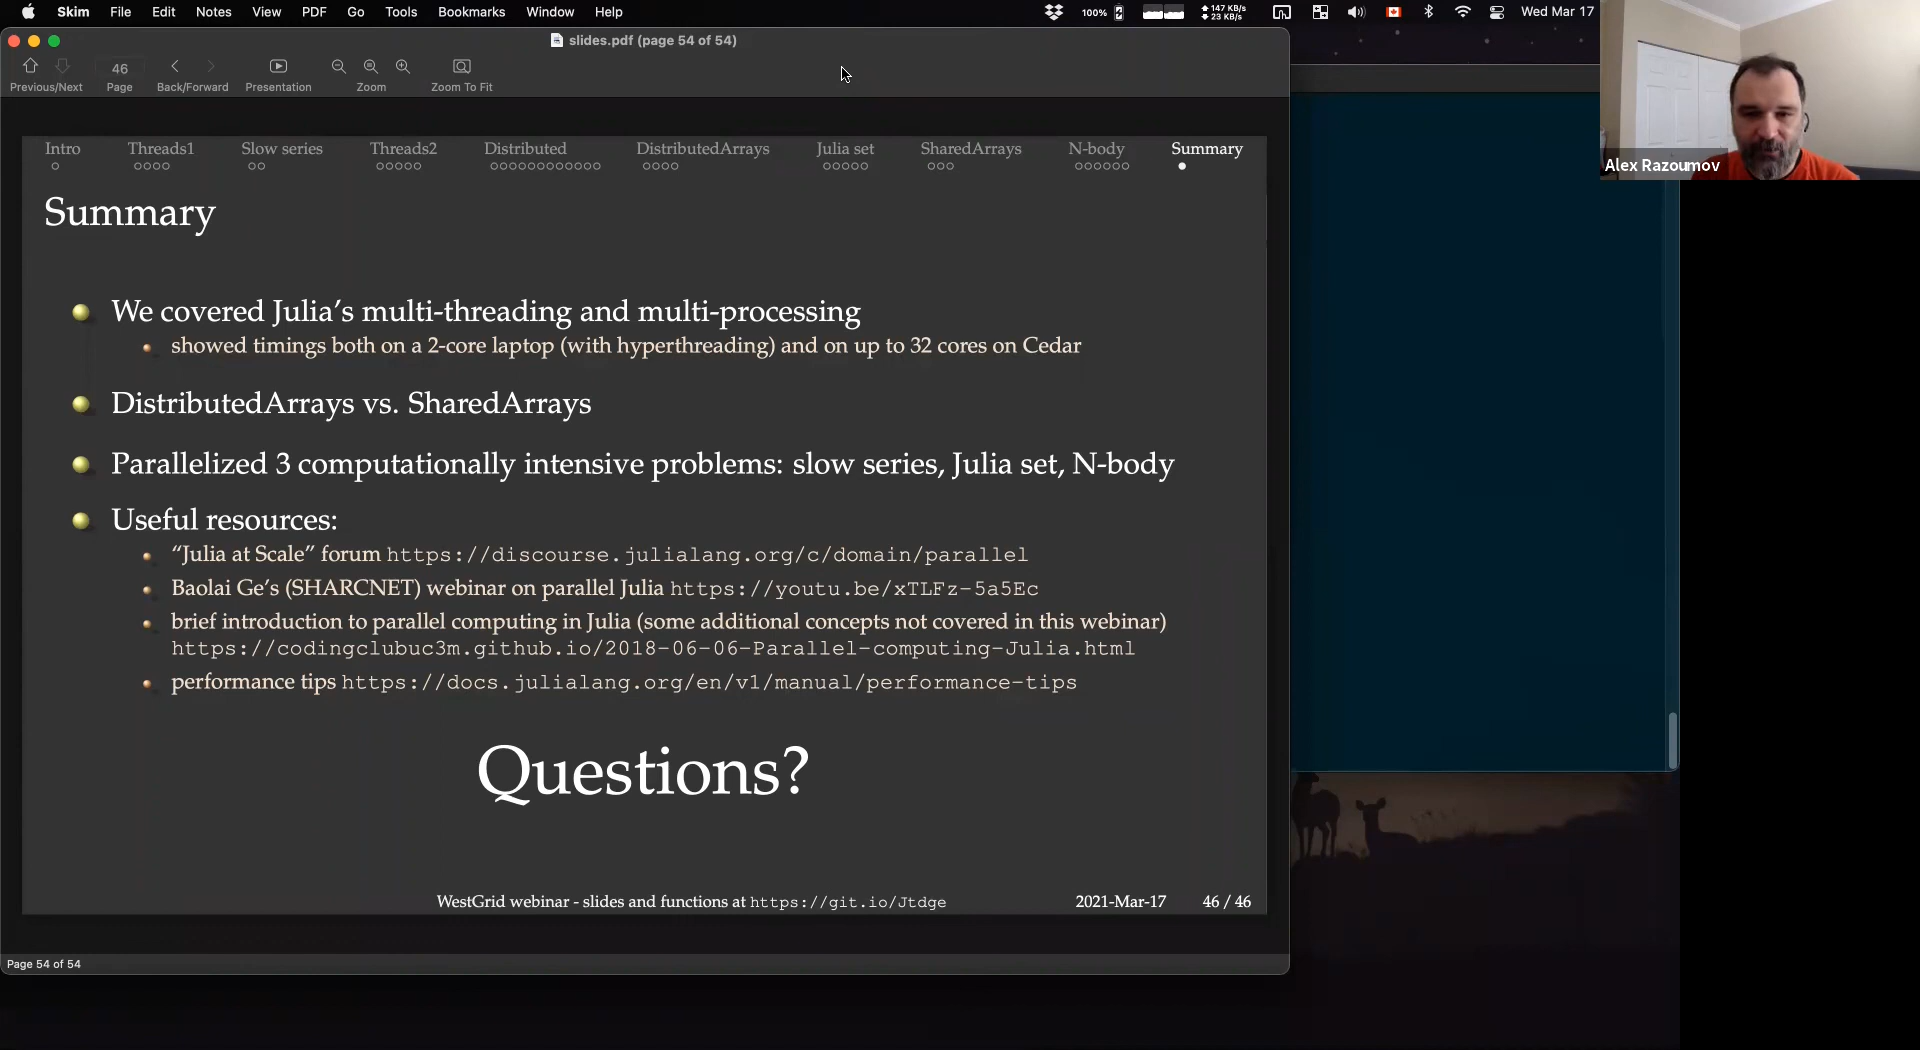 Skim File Edit Notes View PDF Go Tools Bookmarks Window Help 100% 147 KB/s Wed Mar 17
23 KB/s
slides.pdf (page 54 of 54)
46
Previous/Next Page Back/Forward Presentation Zoom Zoom To Fit
Alex Razoumov
Intro Threads1 Slow series Threads2 Distributed DistributedArrays Julia set SharedArrays N-body Summary
Summary
We covered Julia's multi-threading and multi-processing
showed timings both on a 2-core laptop (with hyperthreading) and on up to 32 cores on Cedar
DistributedArrays vs. SharedArrays
Parallelized 3 computationally intensive problems: slow series, Julia set, N-body
Useful resources:
“Julia at Scale” forum https://discourse.julialang.org/c/domain/parallel
Baolai Ge's (SHARCNET) webinar on parallel Julia https://youtu.be/xTLFz-5a5Ec
brief introduction to parallel computing in Julia (some additional concepts not covered in this webinar)
https://codingclubuc3m.github.io/2018-06-06-Parallel-computing-Julia.html
performance tips https://docs.julialang.org/en/v1/manual/performance-tips
Questions?
WestGrid webinar - slides and functions at https://git.io/Jtdge 2021-Mar-17 46 / 46
Page 54 of 54